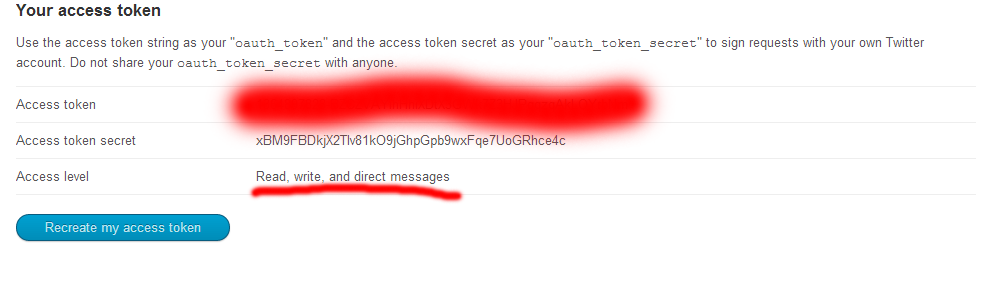 Your access token
Use the access token string as your "oauth_token" and the access token secret as your "oauth_token_secret" to sign requests with your own Twitter
account. Do not share your oauth_token_secret with anyone.
Access token
Access token secret xBM9FBDkjX2Tlv81kO9jGhpGpb9wxFqe7UoGRhce4c
Access level Read, write, and direct messages
Recreate my access token